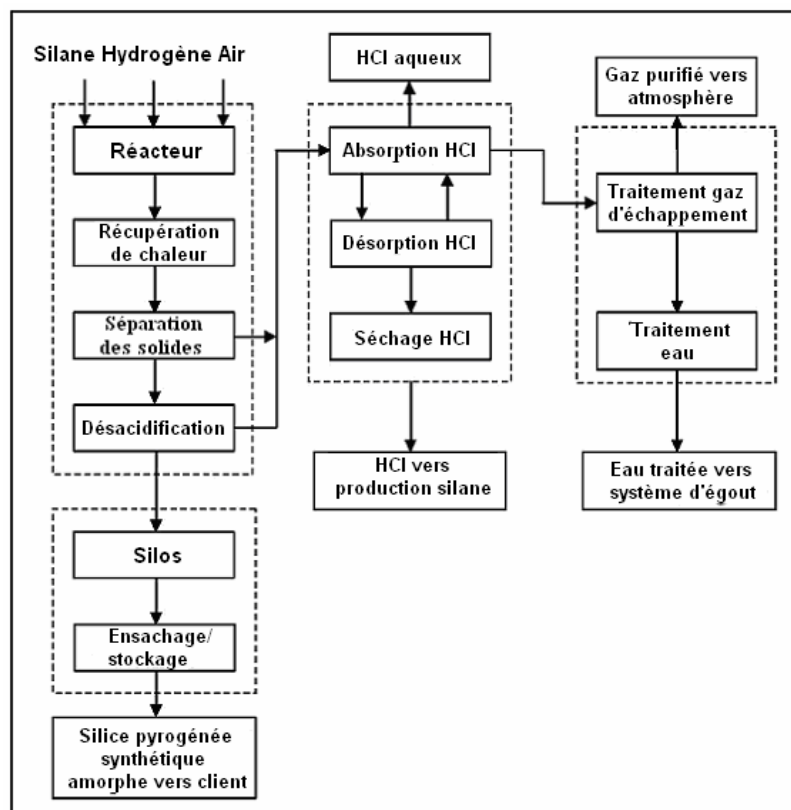 Silane Hydrogène Air
Réacteur
Récupération
de chaleur
Séparation
des solides
Désacidification
Silos
Ensachage/
stockage
Silice pyrogénée
synthétique
amorphe vers client
HCl aqueux
Absorption HCl
Désorption HCl
Séchage HCl
HCl vers
production silane
Gaz purifié vers
atmosphère
Traitement gaz
d'échappement
Traitement
eau
Eau traitée vers
système d'égout